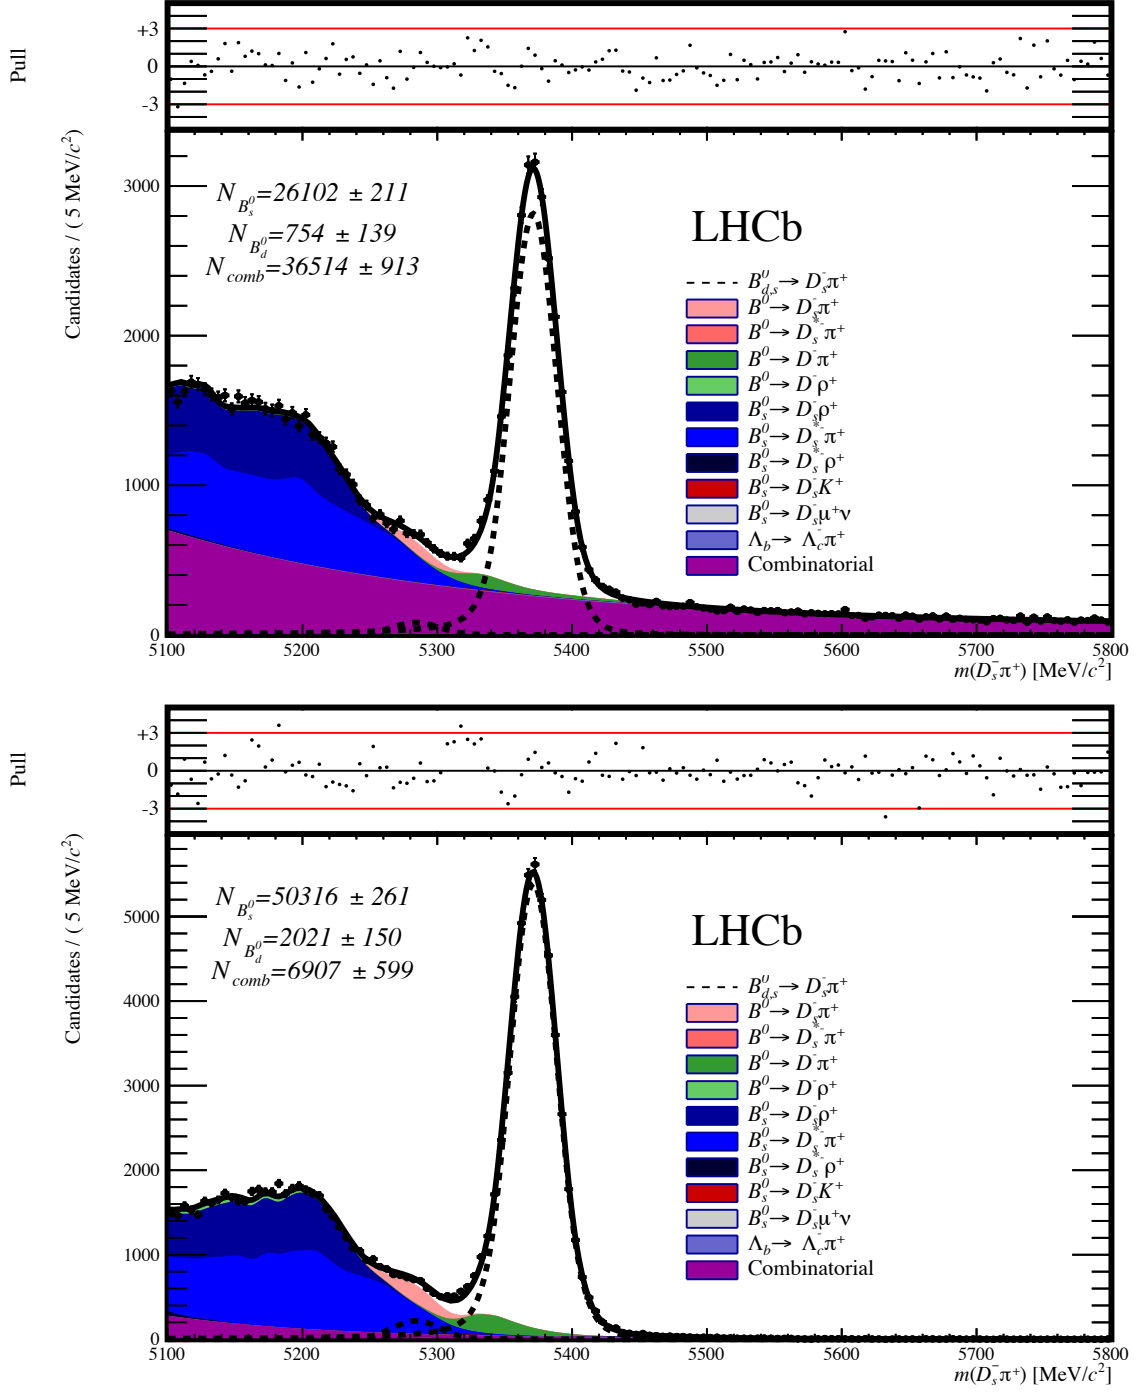 Pull
+3
0
-3
Candidates / ( 5 MeV/c²)
3000
2000
1000
0
N_{B_s^0}=26102 ± 211
N_{B_d^0}=754 ± 139
N_{comb}=36514 ± 913
LHCb
B^0_{d,s}→ D_s^-π^+
B^0→ D_s^-π^+
B^0→ D_s^{*-}π^+
B^0→ D^-π^+
B^0→ D^-ρ^+
B_s^0→ D_s^-ρ^+
B_s^0→ D_s^{*-}π^+
B_s^0→ D_s^{*-}ρ^+
B_s^0→ D_s^-K^+
B_s^0→ D_s^-μ^+ν
Λ_b→ Λ_c^-π^+
Combinatorial
5100 5200 5300 5400 5500 5600 5700 5800
m(D_s^-π^+) [MeV/c²]
Pull
+3
0
-3
Candidates / ( 5 MeV/c²)
5000
4000
3000
2000
1000
0
N_{B_s^0}=50316 ± 261
N_{B_d^0}=2021 ± 150
N_{comb}=6907 ± 599
LHCb
B^0_{d,s}→ D_s^-π^+
B^0→ D_s^-π^+
B^0→ D_s^{*-}π^+
B^0→ D^-π^+
B^0→ D^-ρ^+
B_s^0→ D_s^-ρ^+
B_s^0→ D_s^{*-}π^+
B_s^0→ D_s^{*-}ρ^+
B_s^0→ D_s^-K^+
B_s^0→ D_s^-μ^+ν
Λ_b→ Λ_c^-π^+
Combinatorial
5100 5200 5300 5400 5500 5600 5700 5800
m(D_s^-π^+) [MeV/c²]